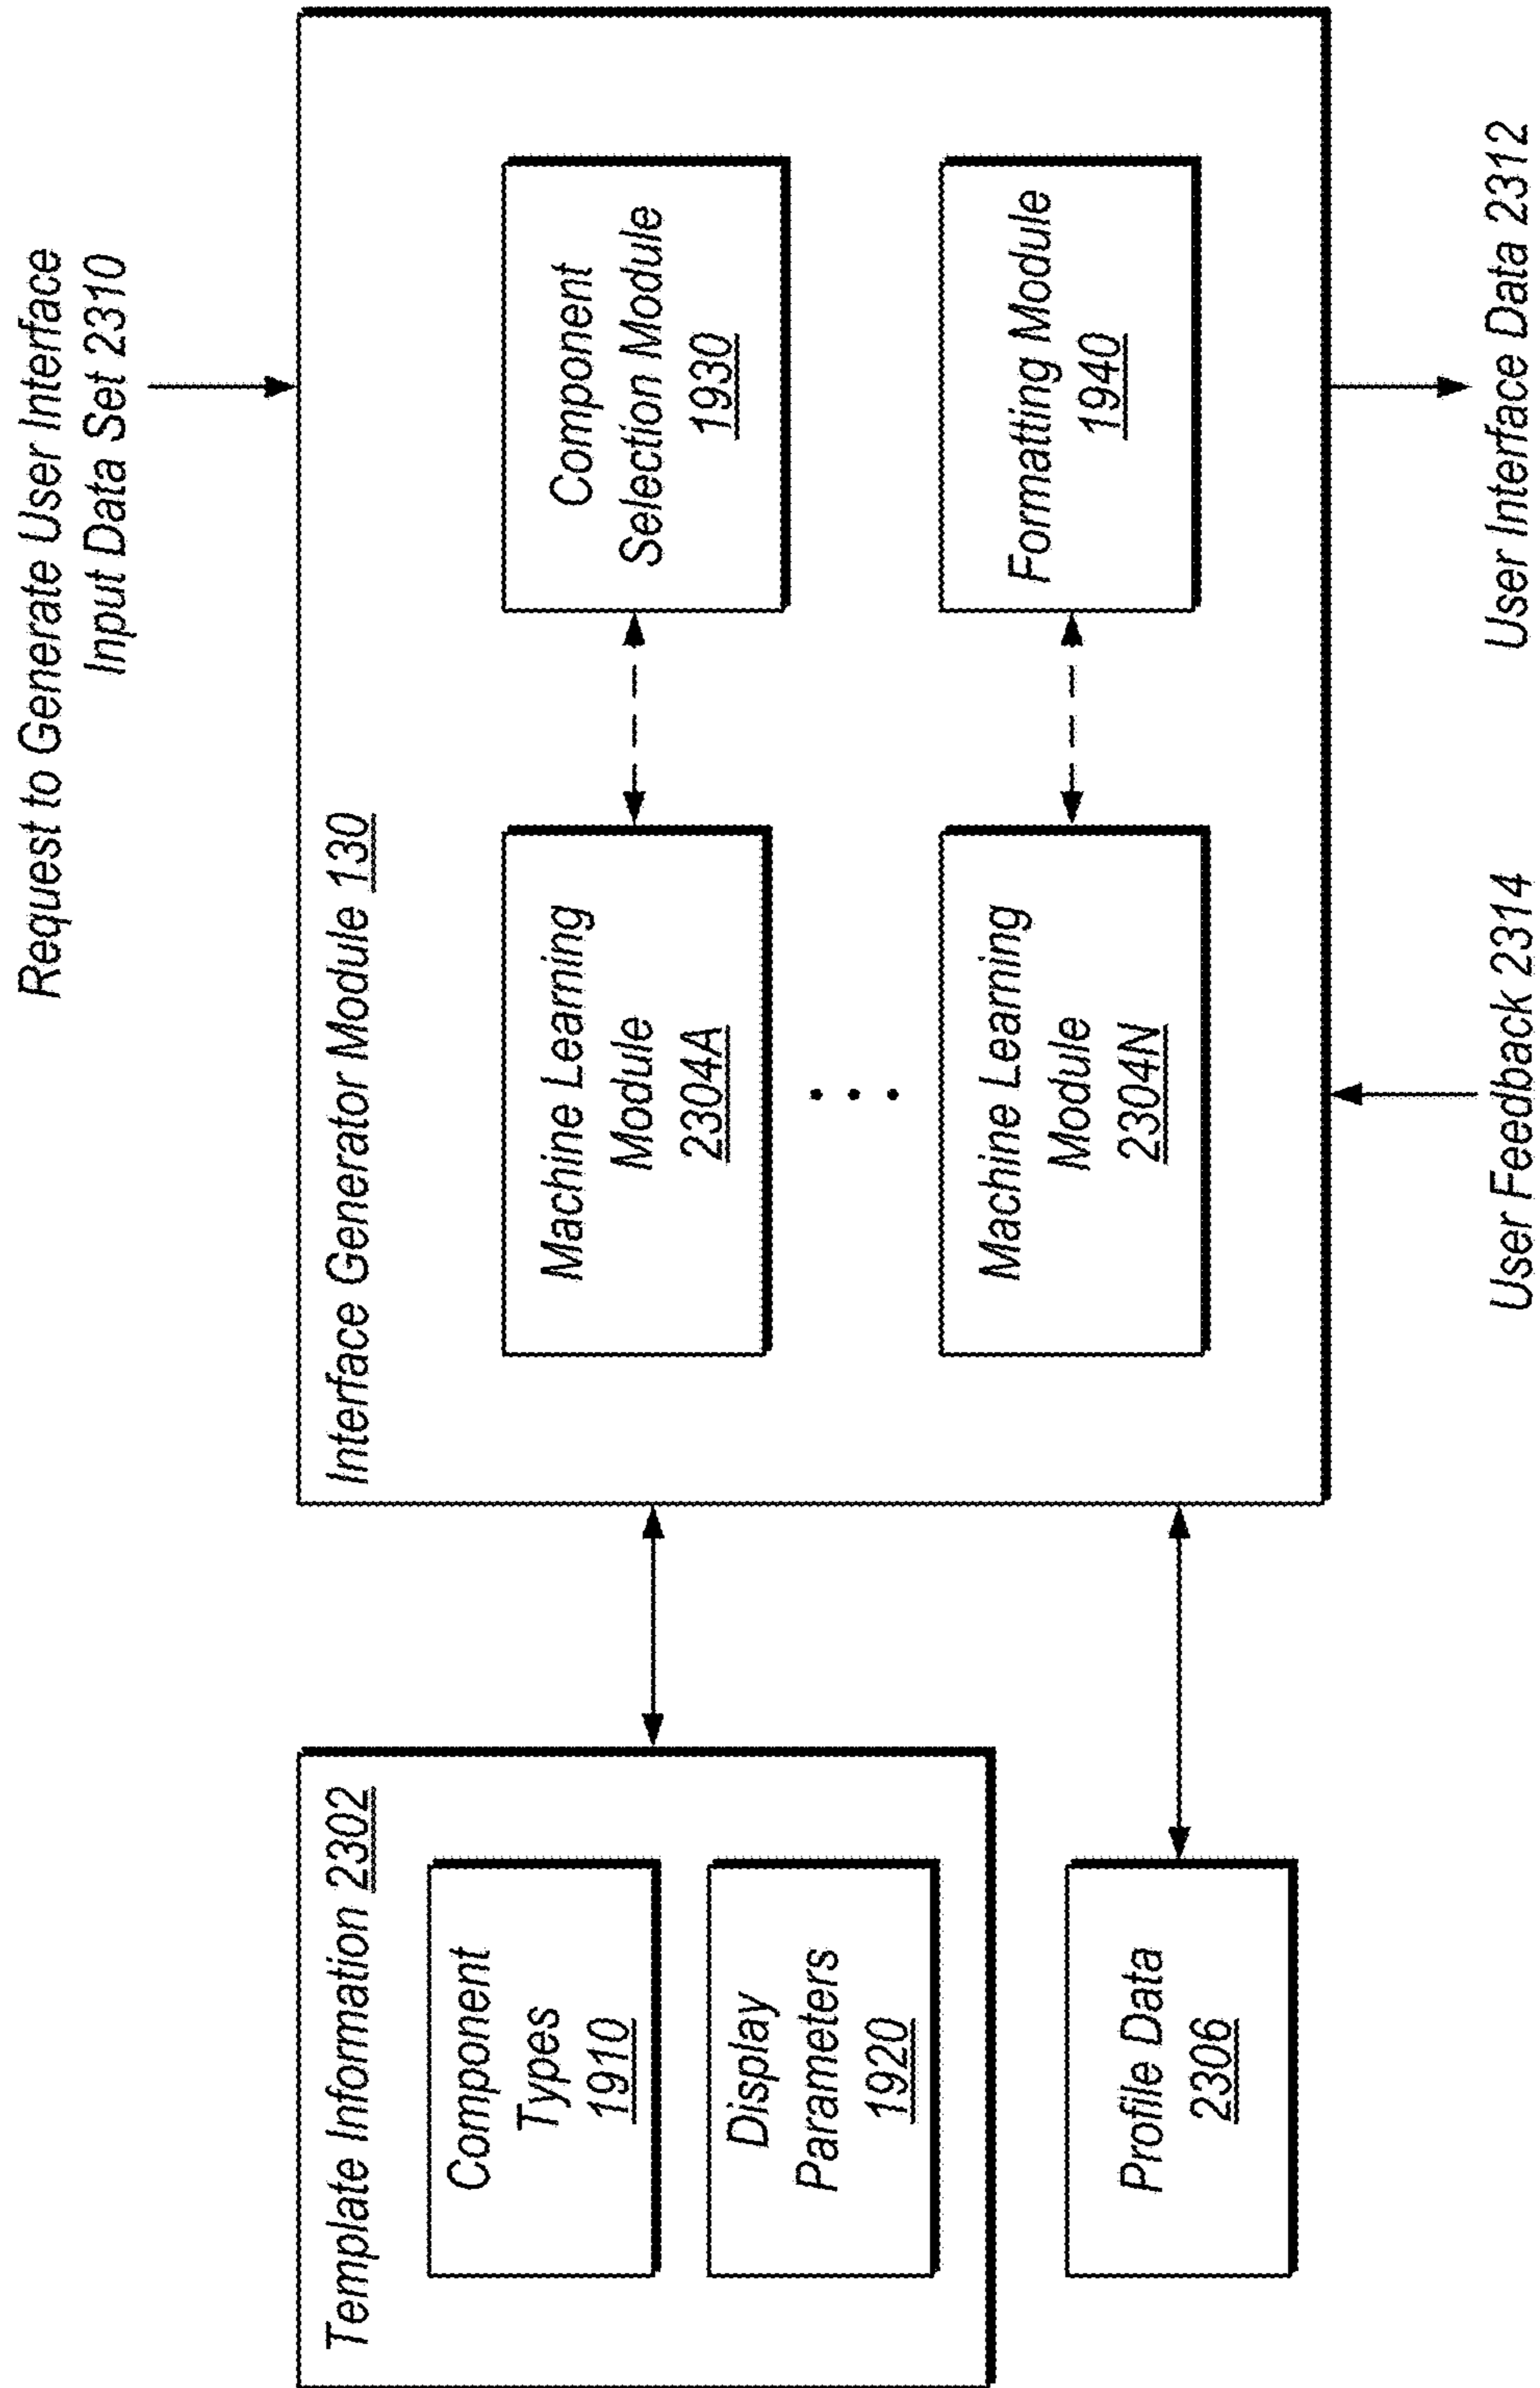 Request to Generate User Interface
Input Data Set 2310
Template Information 2302
Component
Types
1910
Display
Parameters
1920
Profile Data
2306
Interface Generator Module 130
Machine Learning
Module
2304A
Component
Selection Module
1930
Machine Learning
Module
2304N
Formatting Module
1940
User Feedback 2314
User Interface Data 2312